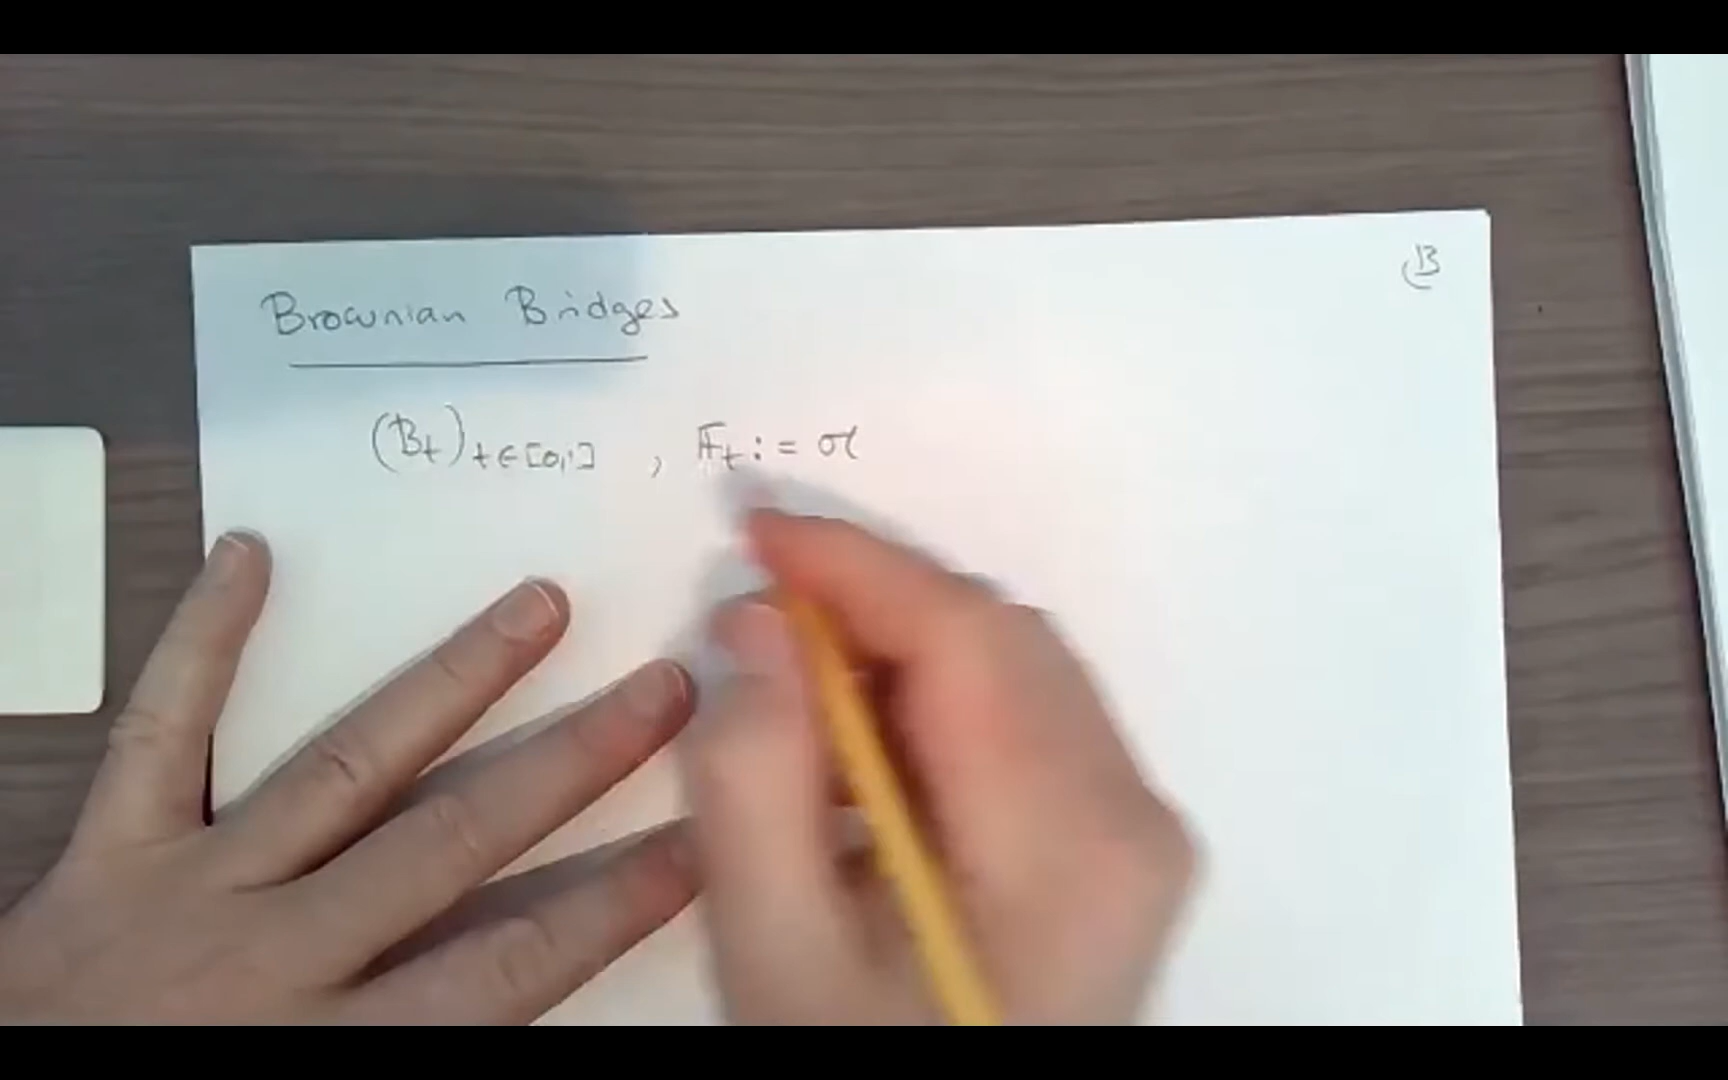 B
Brownian Bridges
(B_t)_{t∈[0,1]} , 𝔽_t := σ(